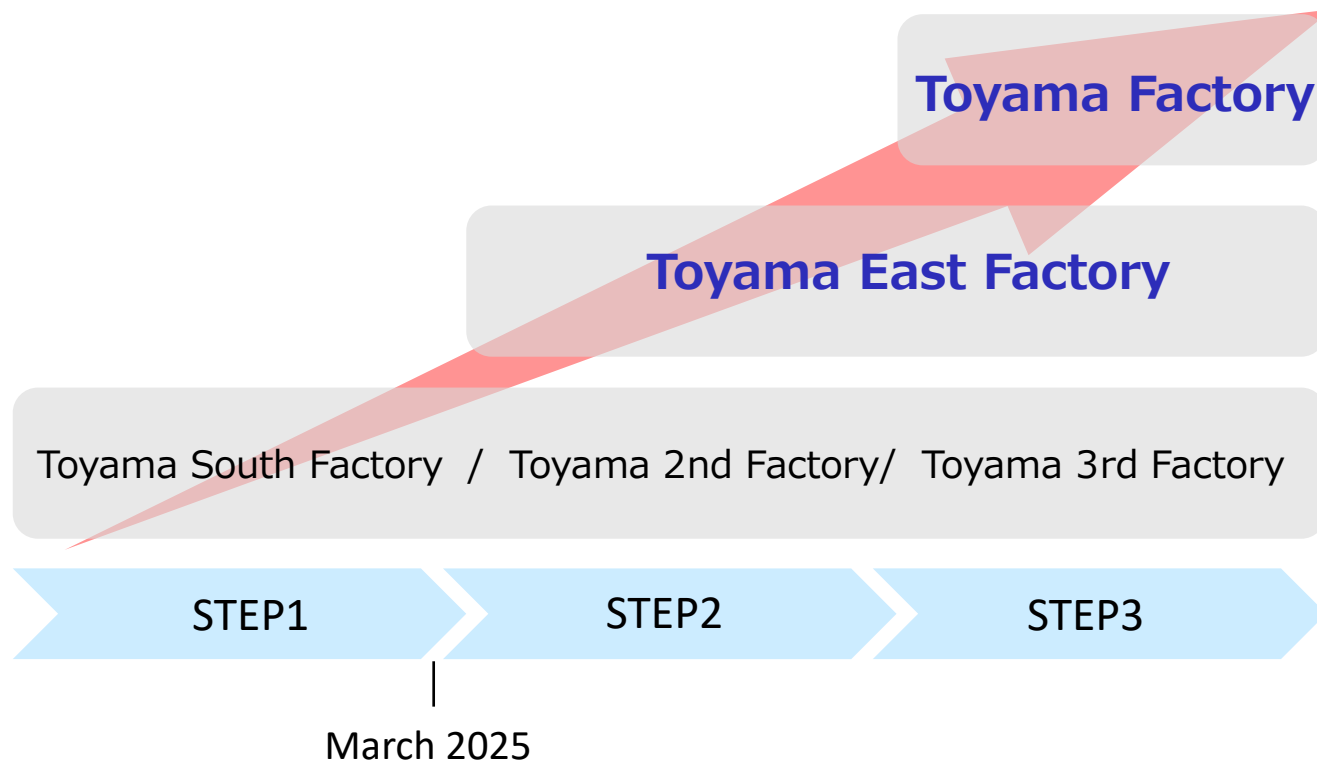 Toyama Factory
Toyama East Factory
Toyama South Factory / Toyama 2nd Factory/ Toyama 3rd Factory
STEP1 STEP2 STEP3
March 2025